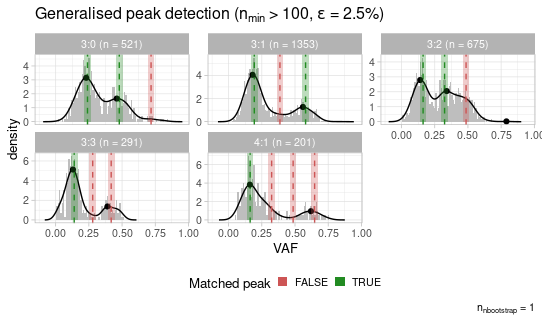 Generalised peak detection (nmin > 100, ε = 2.5%)
3:0 (n = 521)
3:1 (n = 1353)
3:2 (n = 675)
4
3
2
1
0
4
2
0
4
3
2
1
0
0.00 0.25 0.50 0.75 1.00
3:3 (n = 291)
4:1 (n = 201)
6
4
2
0
6
4
2
0
0.00 0.25 0.50 0.75 1.00
0.00 0.25 0.50 0.75 1.00
density
VAF
Matched peak FALSE TRUE
nnbootstrap = 1